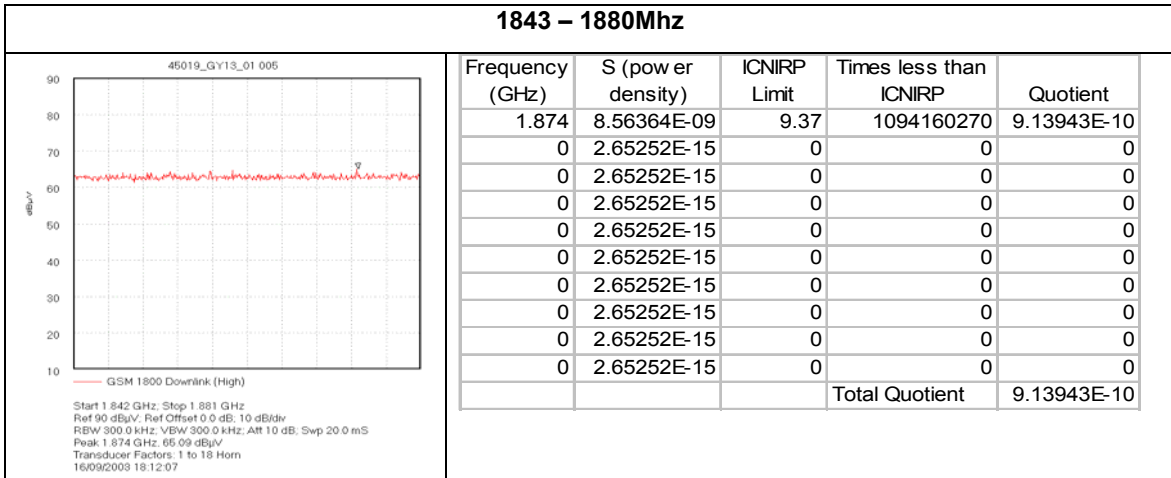 1843 – 1880Mhz
45019_GY13_01 005
90
80
70
60
50
40
30
20
10
dBµV
GSM 1800 Downlink (High)
Start 1.842 GHz; Stop 1.881 GHz
Ref 90 dBµV; Ref Offset 0.0 dB; 10 dB/div
RBW 300.0 kHz; VBW 300.0 kHz; Att 10 dB; Swp 20.0 mS
Peak 1.874 GHz, 65.09 dBµV
Transducer Factors: 1 to 18 Horn
16/09/2003 18:12:07
Frequency (GHz) S (power density) ICNIRP Limit Times less than ICNIRP Quotient
1.874 8.56364E-09 9.37 1094160270 9.13943E-10
0 2.65252E-15 0 0 0
0 2.65252E-15 0 0 0
0 2.65252E-15 0 0 0
0 2.65252E-15 0 0 0
0 2.65252E-15 0 0 0
0 2.65252E-15 0 0 0
0 2.65252E-15 0 0 0
0 2.65252E-15 0 0 0
0 2.65252E-15 0 0 0
Total Quotient 9.13943E-10